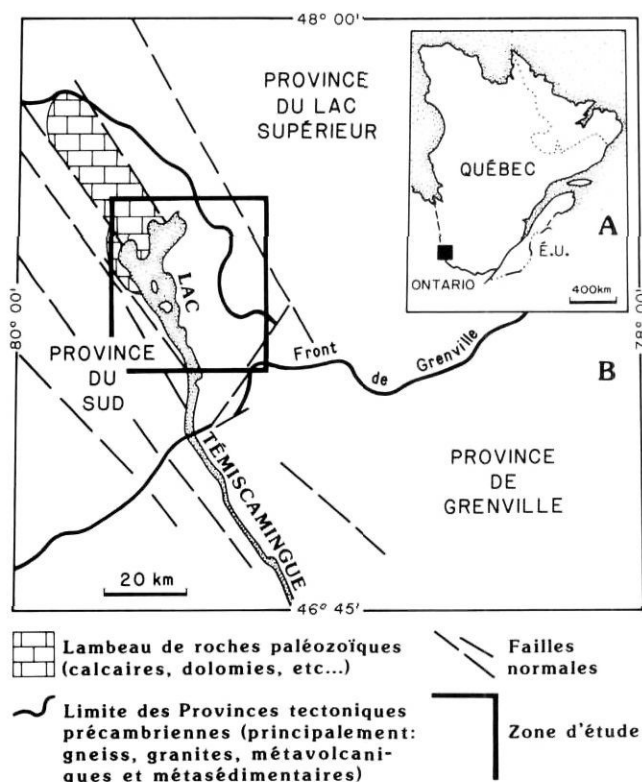 48° 00'
PROVINCE
DU LAC
SUPÉRIEUR
QUÉBEC
A
É.U.
ONTARIO
400km
80° 00'
78° 00'
LAC
TÉMISCAMINGUE
PROVINCE
DU
SUD
Front de Grenville
B
PROVINCE
DE
GRENVILLE
20 km
46° 45'
Lambeau de roches paléozoïques
(calcaires, dolomies, etc...)
Failles
normales
Limite des Provinces tectoniques
précambriennes (principalement:
gneiss, granites, métavolcani-
ques et métasédimentaires)
Zone d'étude